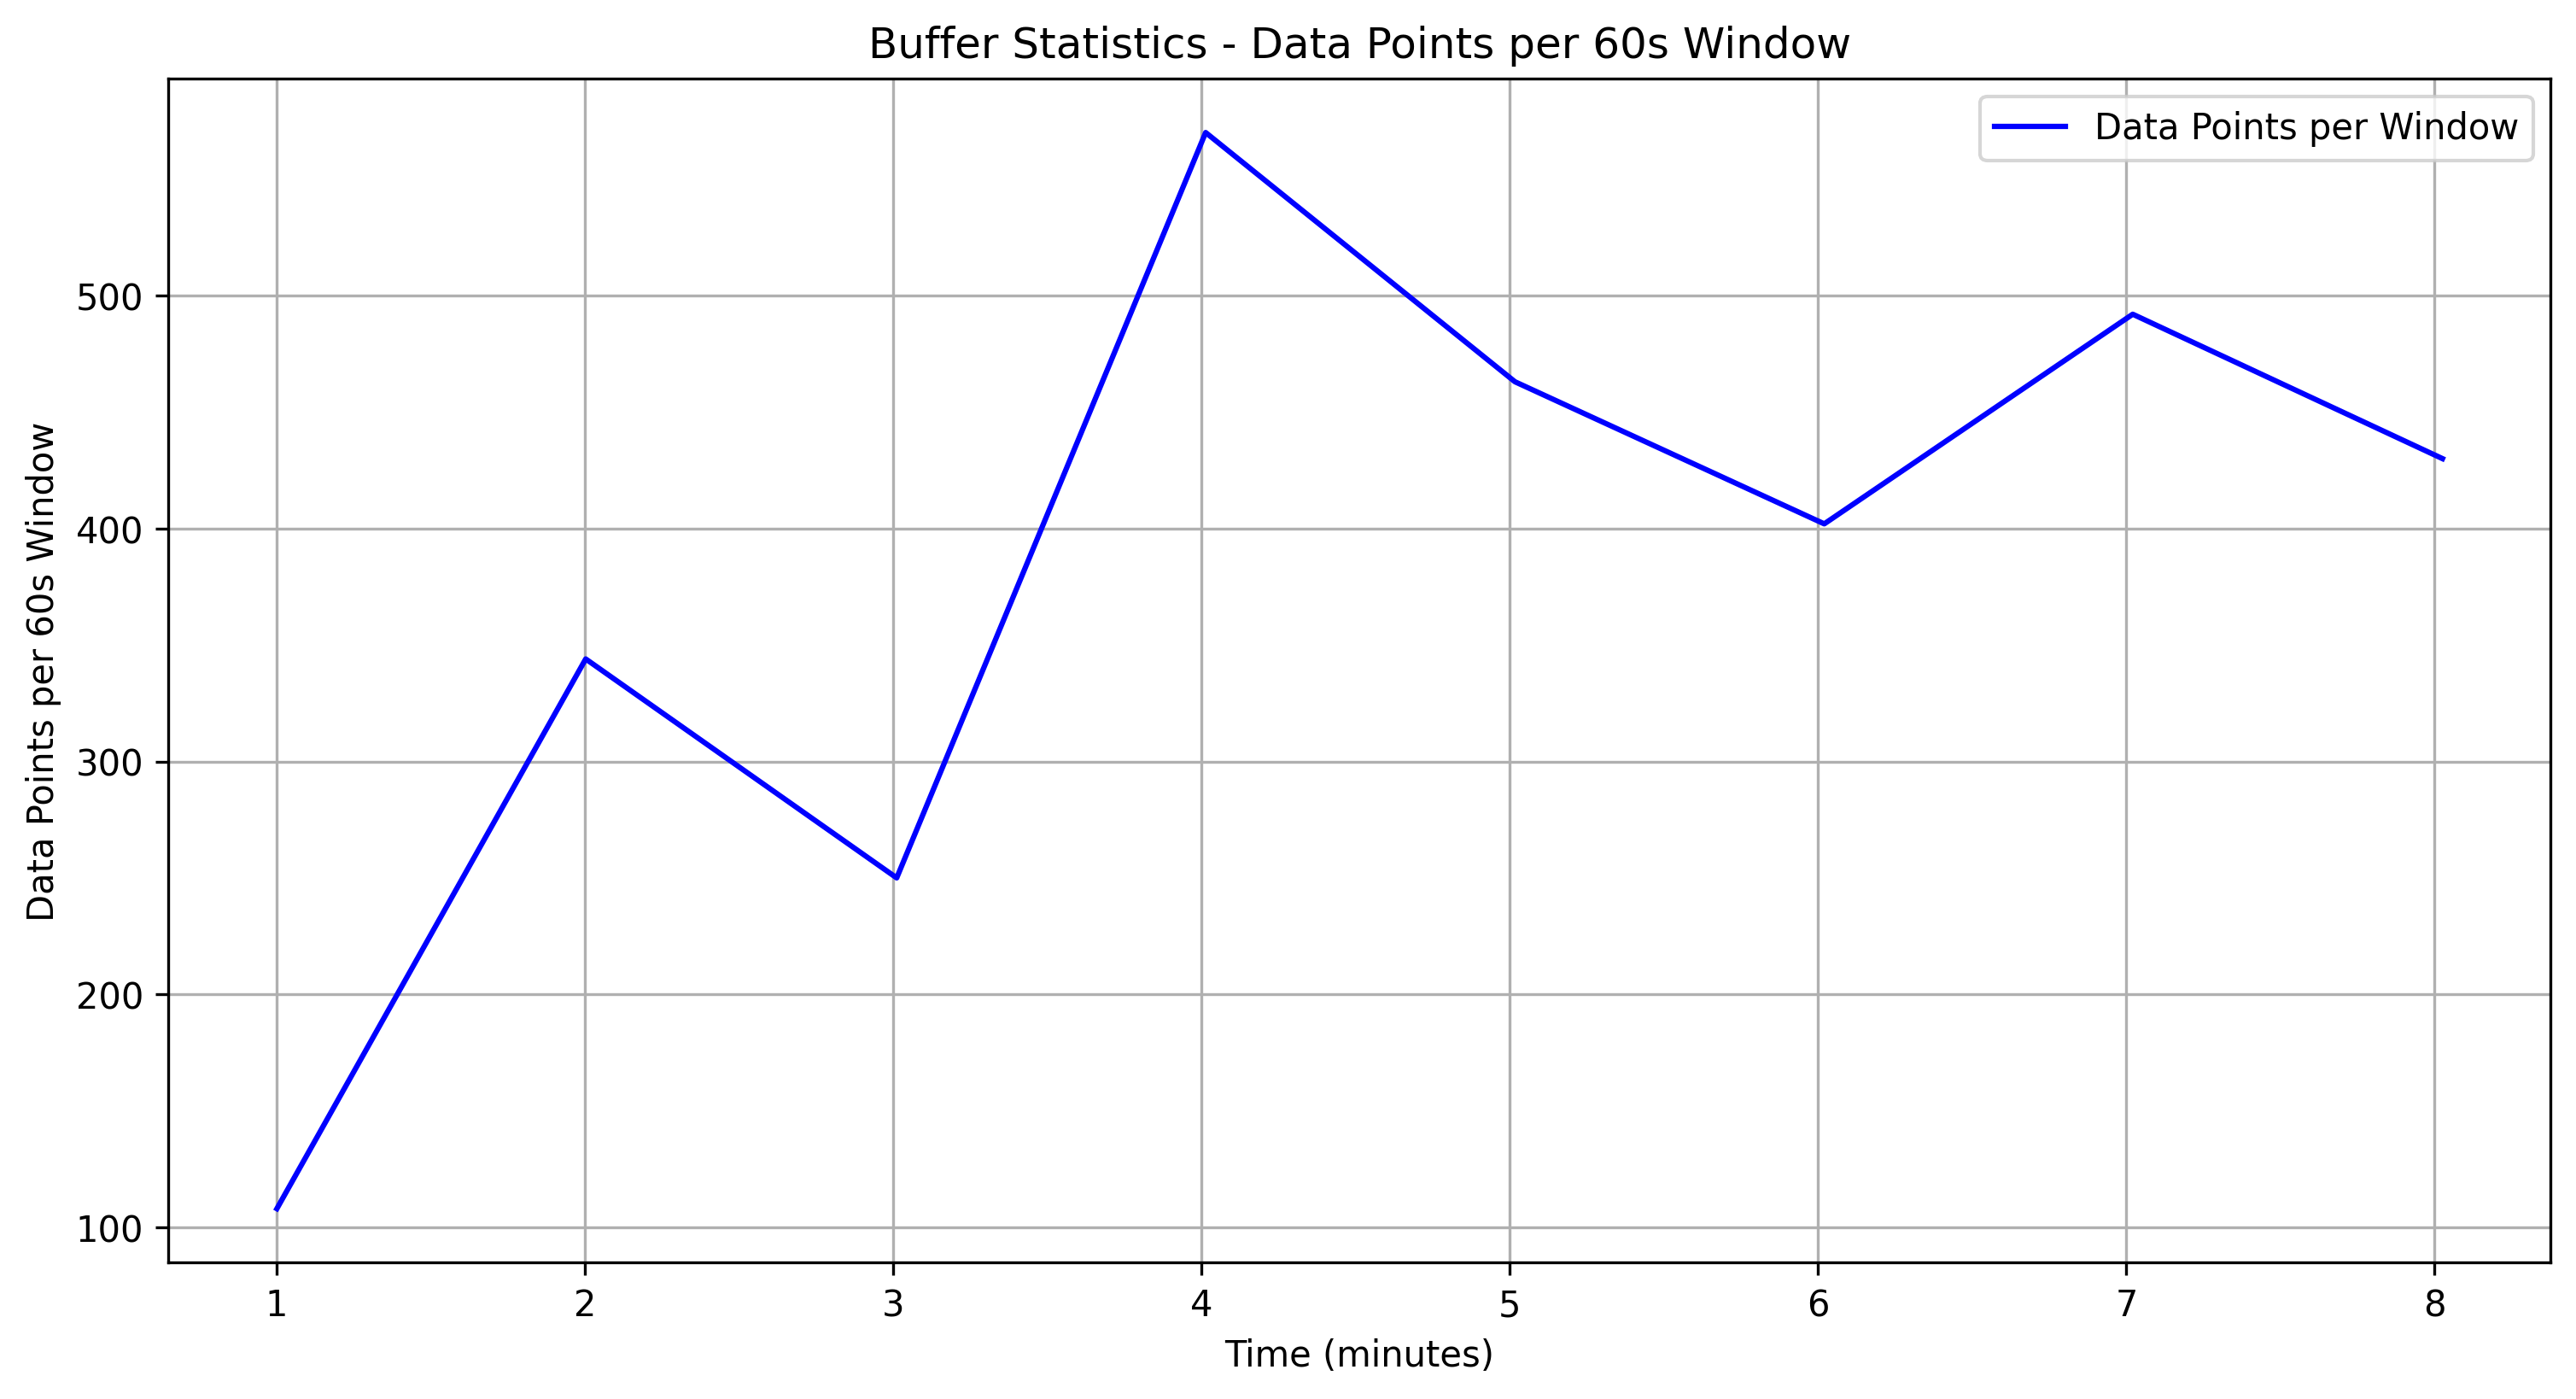 Buffer Statistics - Data Points per 60s Window
Data Points per Window
Data Points per 60s Window
500
400
300
200
100
1 2 3 4 5 6 7 8
Time (minutes)